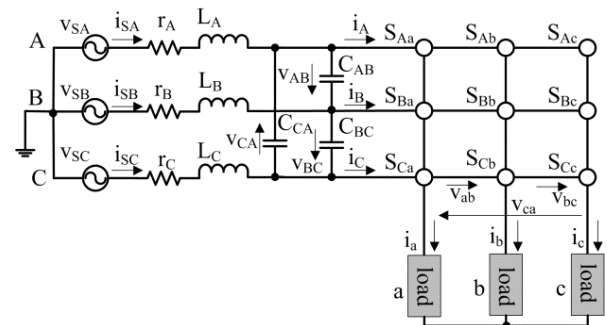 A v_SA i_SA r_A L_A i_A S_Aa S_Ab S_Ac
v_AB C_AB
B v_SB i_SB r_B L_B i_B S_Ba S_Bb S_Bc
v_CA C_CA v_BC C_BC
C v_SC i_SC r_C L_C i_C S_Ca S_Cb S_Cc
v_ab v_bc
v_ca
i_a i_b i_c
a load b load c load